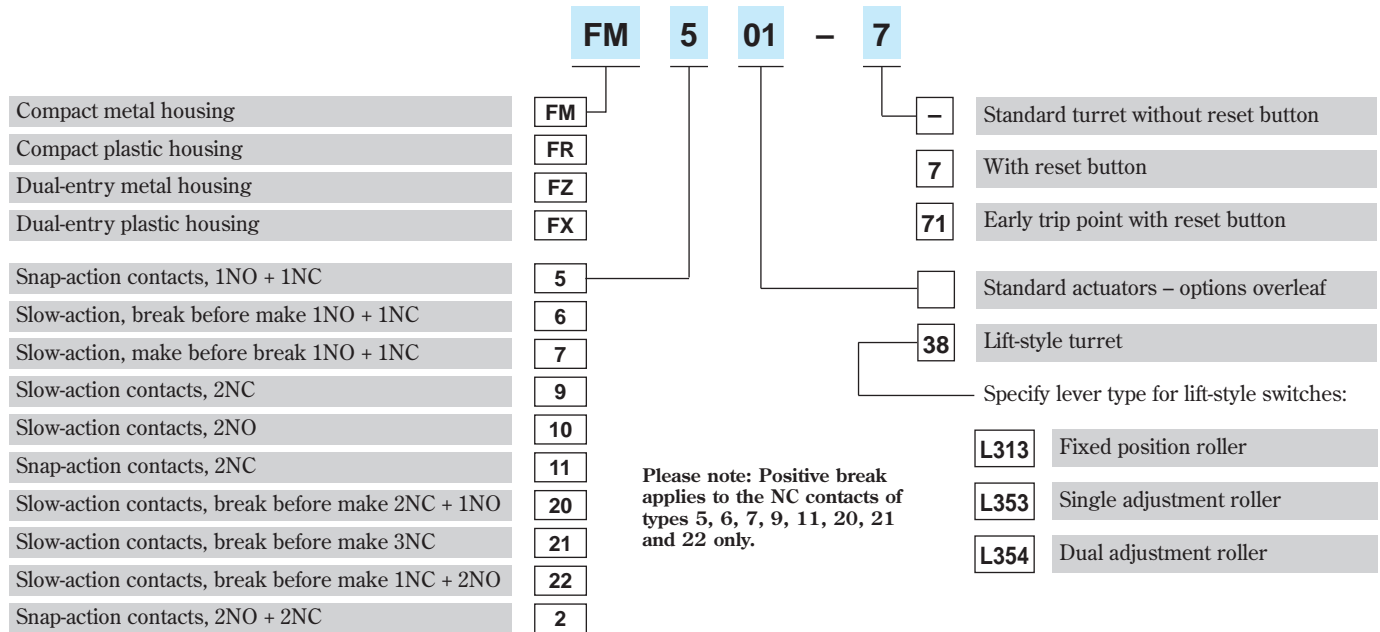 FM 5 01 – 7
Compact metal housing FM
Compact plastic housing FR
Dual-entry metal housing FZ
Dual-entry plastic housing FX
Snap-action contacts, 1NO + 1NC 5
Slow-action, break before make 1NO + 1NC 6
Slow-action, make before break 1NO + 1NC 7
Slow-action contacts, 2NC 9
Slow-action contacts, 2NO 10
Snap-action contacts, 2NC 11
Slow-action contacts, break before make 2NC + 1NO 20
Slow-action contacts, break before make 3NC 21
Slow-action contacts, break before make 1NC + 2NO 22
Snap-action contacts, 2NO + 2NC 2
Please note: Positive break
applies to the NC contacts of
types 5, 6, 7, 9, 11, 20, 21
and 22 only.
– Standard turret without reset button
7 With reset button
71 Early trip point with reset button
Standard actuators – options overleaf
38 Lift-style turret
Specify lever type for lift-style switches:
L313 Fixed position roller
L353 Single adjustment roller
L354 Dual adjustment roller